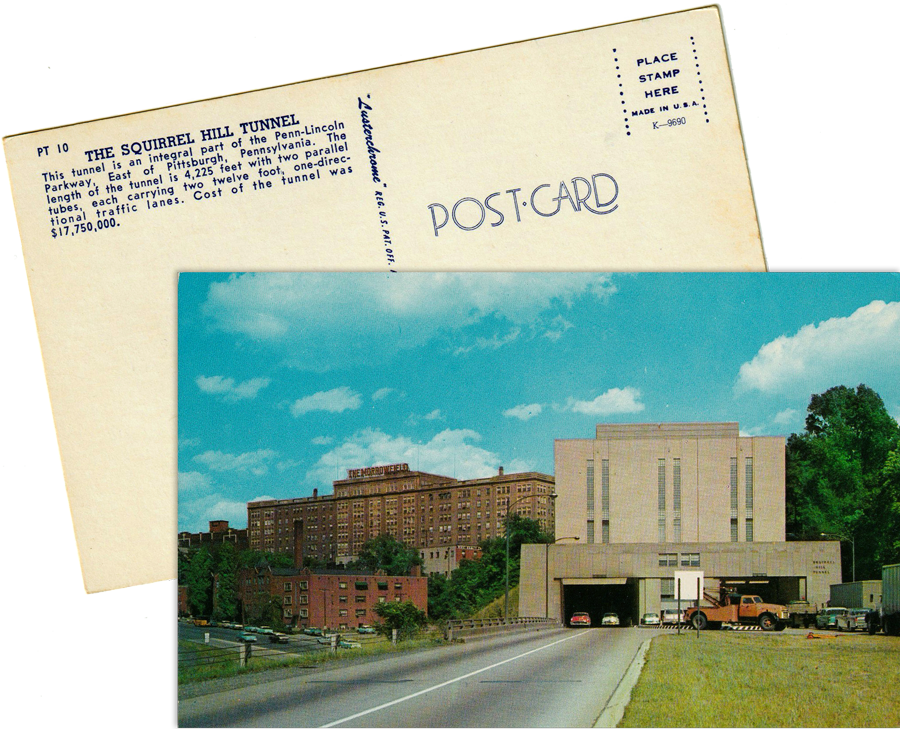 PT 10 THE SQUIRREL HILL TUNNEL
This tunnel is an integral part of the Penn-Lincoln
Parkway, East of Pittsburgh, Pennsylvania. The
length of the tunnel is 4,225 feet with two parallel
tubes, each carrying two twelve foot, one-direc-
tional traffic lanes. Cost of the tunnel was
$17,750,000.
"Lusterchrome" REG. U.S. PAT. OFF.
POST·CARD
PLACE
STAMP
HERE
MADE IN U.S.A.
K—9690
THE MORROWFIELD
SQUIRREL
HILL
TUNNEL